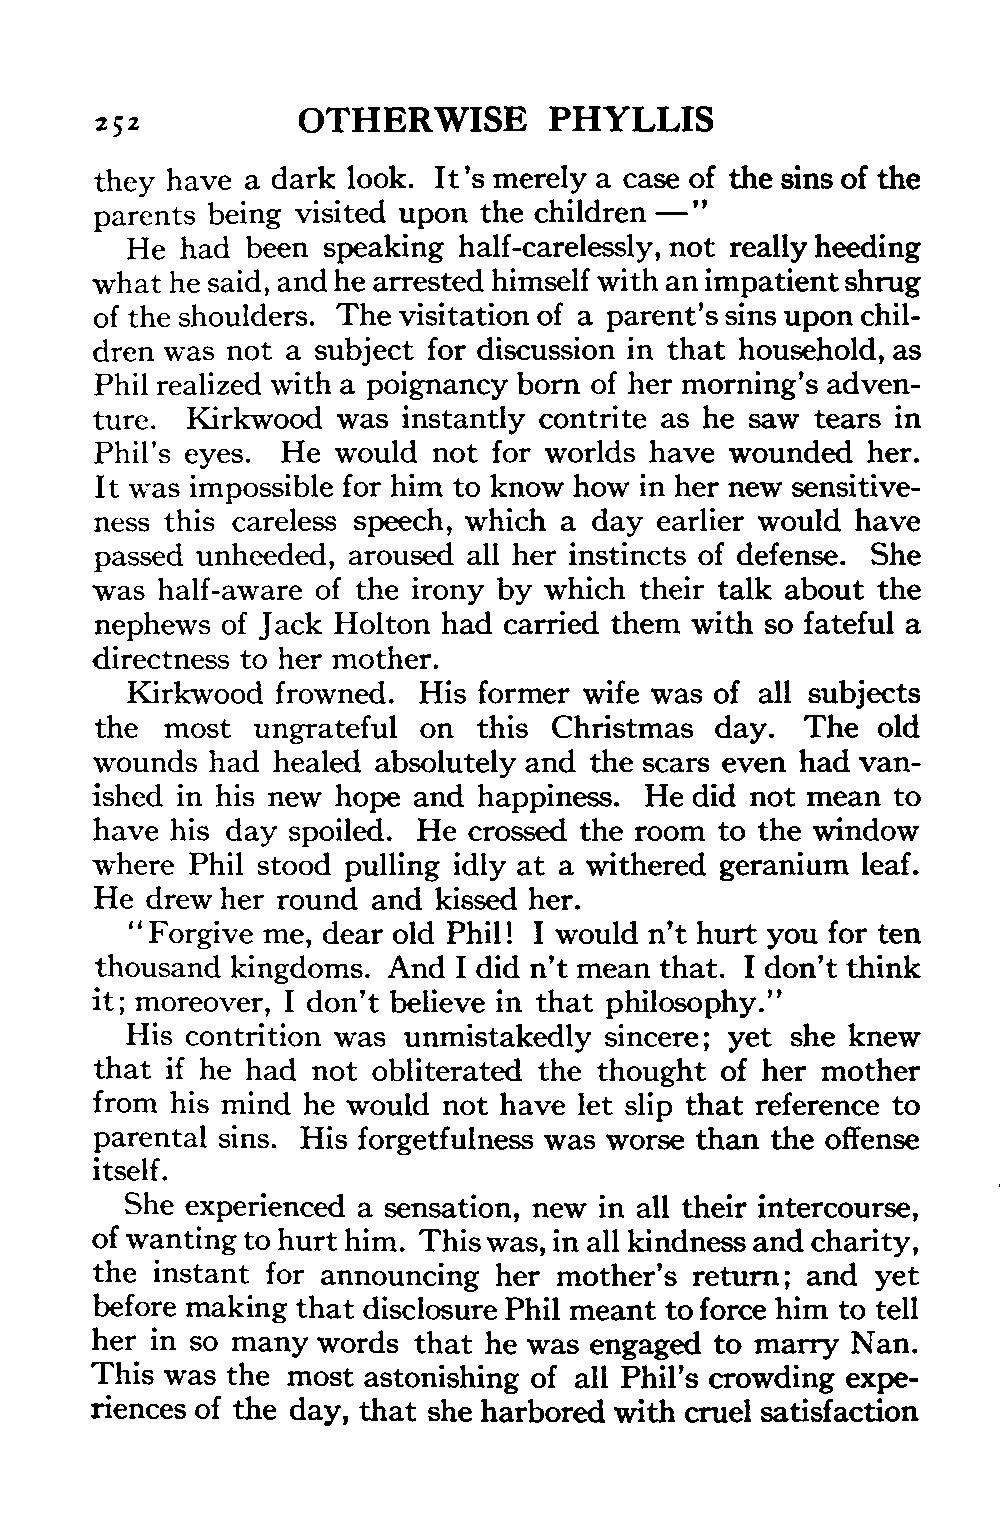 252 OTHERWISE PHYLLIS
they have a dark look. It's merely a case of the sins of the
parents being visited upon the children —"
He had been speaking half-carelessly, not really heeding
what he said, and he arrested himself with an impatient shrug
of the shoulders. The visitation of a parent's sins upon chil-
dren was not a subject for discussion in that household, as
Phil realized with a poignancy born of her morning's adven-
ture. Kirkwood was instantly contrite as he saw tears in
Phil's eyes. He would not for worlds have wounded her.
It was impossible for him to know how in her new sensitive-
ness this careless speech, which a day earlier would have
passed unheeded, aroused all her instincts of defense. She
was half-aware of the irony by which their talk about the
nephews of Jack Holton had carried them with so fateful a
directness to her mother.
Kirkwood frowned. His former wife was of all subjects
the most ungrateful on this Christmas day. The old
wounds had healed absolutely and the scars even had van-
ished in his new hope and happiness. He did not mean to
have his day spoiled. He crossed the room to the window
where Phil stood pulling idly at a withered geranium leaf.
He drew her round and kissed her.
"Forgive me, dear old Phil! I would n't hurt you for ten
thousand kingdoms. And I did n't mean that. I don't think
it; moreover, I don't believe in that philosophy."
His contrition was unmistakedly sincere; yet she knew
that if he had not obliterated the thought of her mother
from his mind he would not have let slip that reference to
parental sins. His forgetfulness was worse than the offense
itself.
She experienced a sensation, new in all their intercourse,
of wanting to hurt him. This was, in all kindness and charity,
the instant for announcing her mother's return; and yet
before making that disclosure Phil meant to force him to tell
her in so many words that he was engaged to marry Nan.
This was the most astonishing of all Phil's crowding expe-
riences of the day, that she harbored with cruel satisfaction